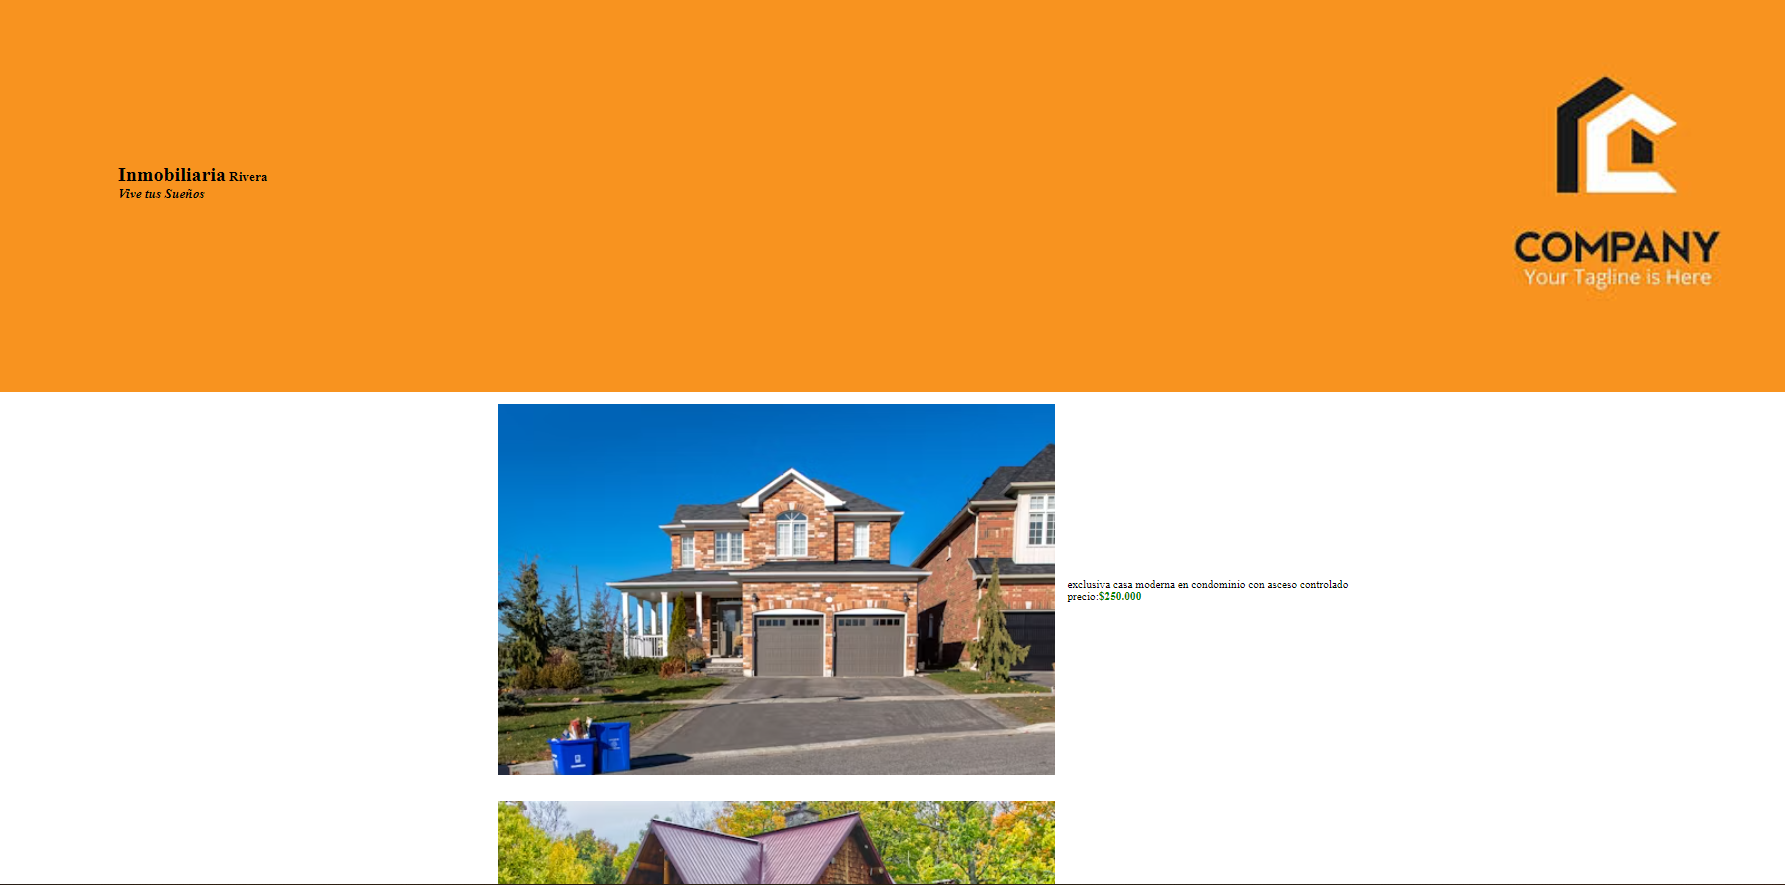 Inmobiliaria Rivera
Vive tus Sueños
COMPANY
Your Tagline is Here
exclusiva casa moderna en condominio con asceso controlado
precio:$250.000